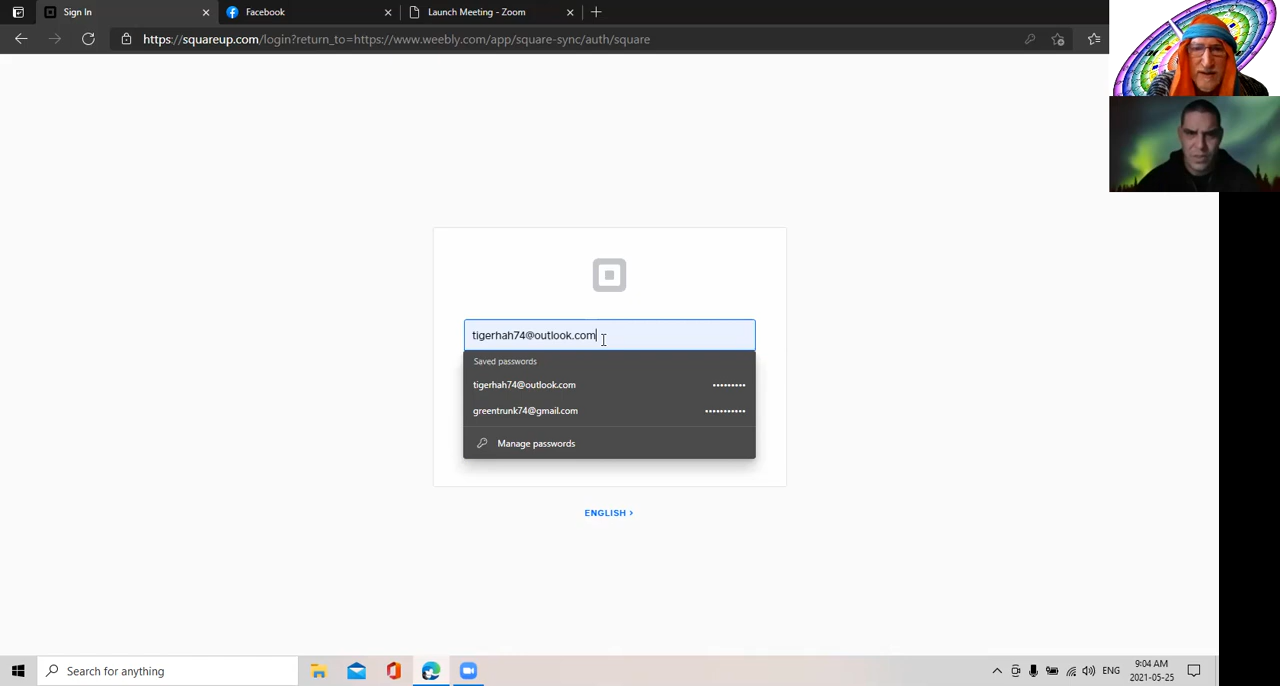 Sign In
Facebook
Launch Meeting - Zoom
https://squareup.com/login?return_to=https://www.weebly.com/app/square-sync/auth/square
tigerhah74@outlook.com
Saved passwords
tigerhah74@outlook.com •••••••••
greentrunk74@gmail.com •••••••••••
Manage passwords
ENGLISH ›
Search for anything
ENG
9:04 AM
2021-05-25